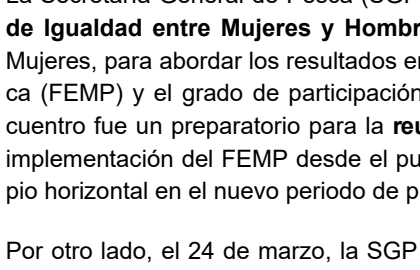 La Secretaría General de Pesca (SGP
de Igualdad entre Mujeres y Hombr
Mujeres, para abordar los resultados e
ca (FEMP) y el grado de participación
cuentro fue un preparatorio para la reu
implementación del FEMP desde el pu
pio horizontal en el nuevo periodo de p
Por otro lado, el 24 de marzo, la SGP